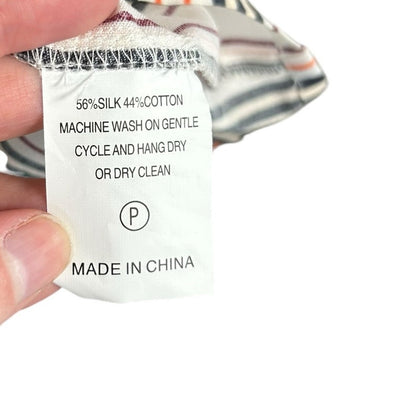 56%SILK 44%COTTON
MACHINE WASH ON GENTLE
CYCLE AND HANG DRY
OR DRY CLEAN
P
MADE IN CHINA